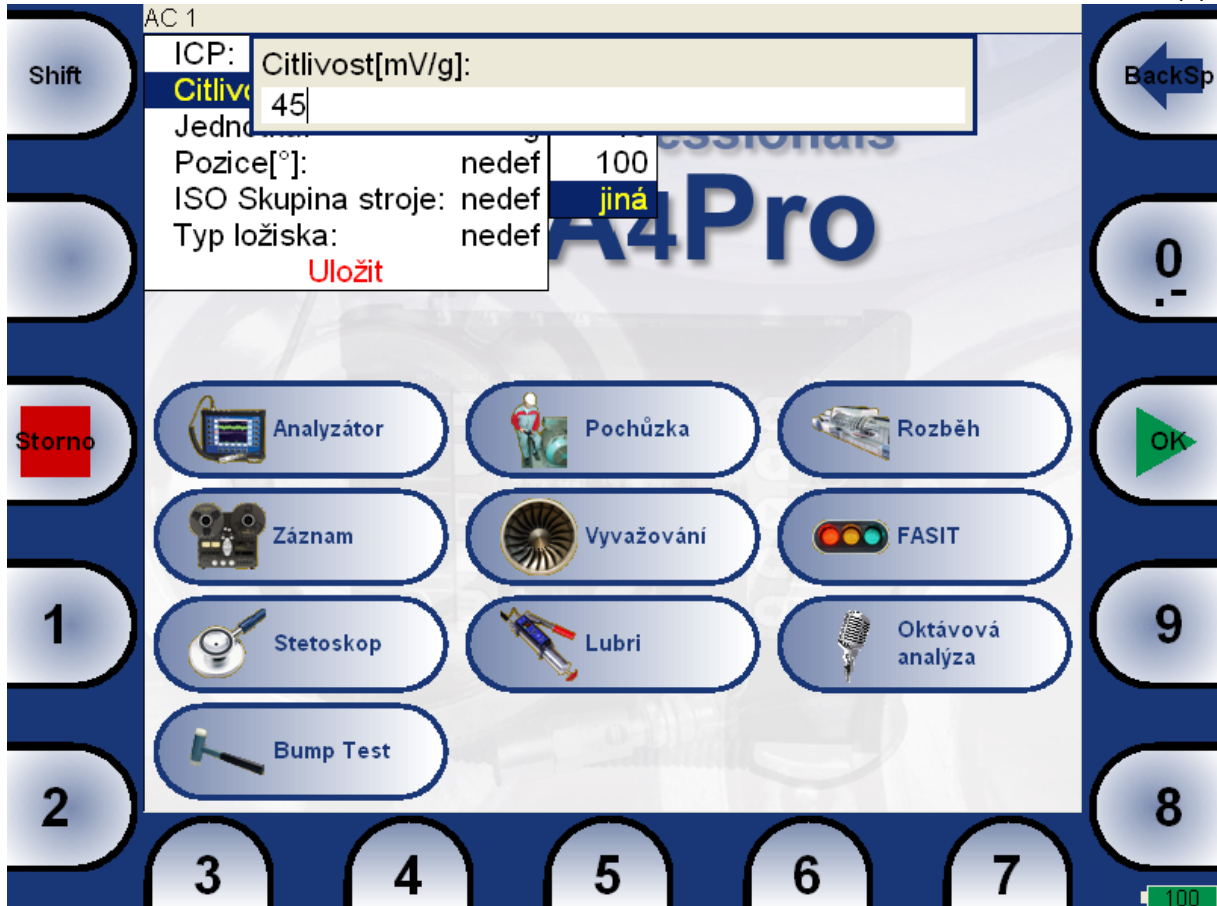 AC 1
ICP:
Citlivost[mV/g]:
45
Pozice[°]: nedef 100
ISO Skupina stroje: nedef jiná
Typ ložiska: nedef
Uložit
A4Pro
Shift
BackSp
0
.-
Storno
OK
Analyzátor
Pochůzka
Rozběh
Záznam
Vyvažování
FASIT
1
9
Stetoskop
Lubri
Oktávová
analýza
Bump Test
2
8
3
4
5
6
7
100